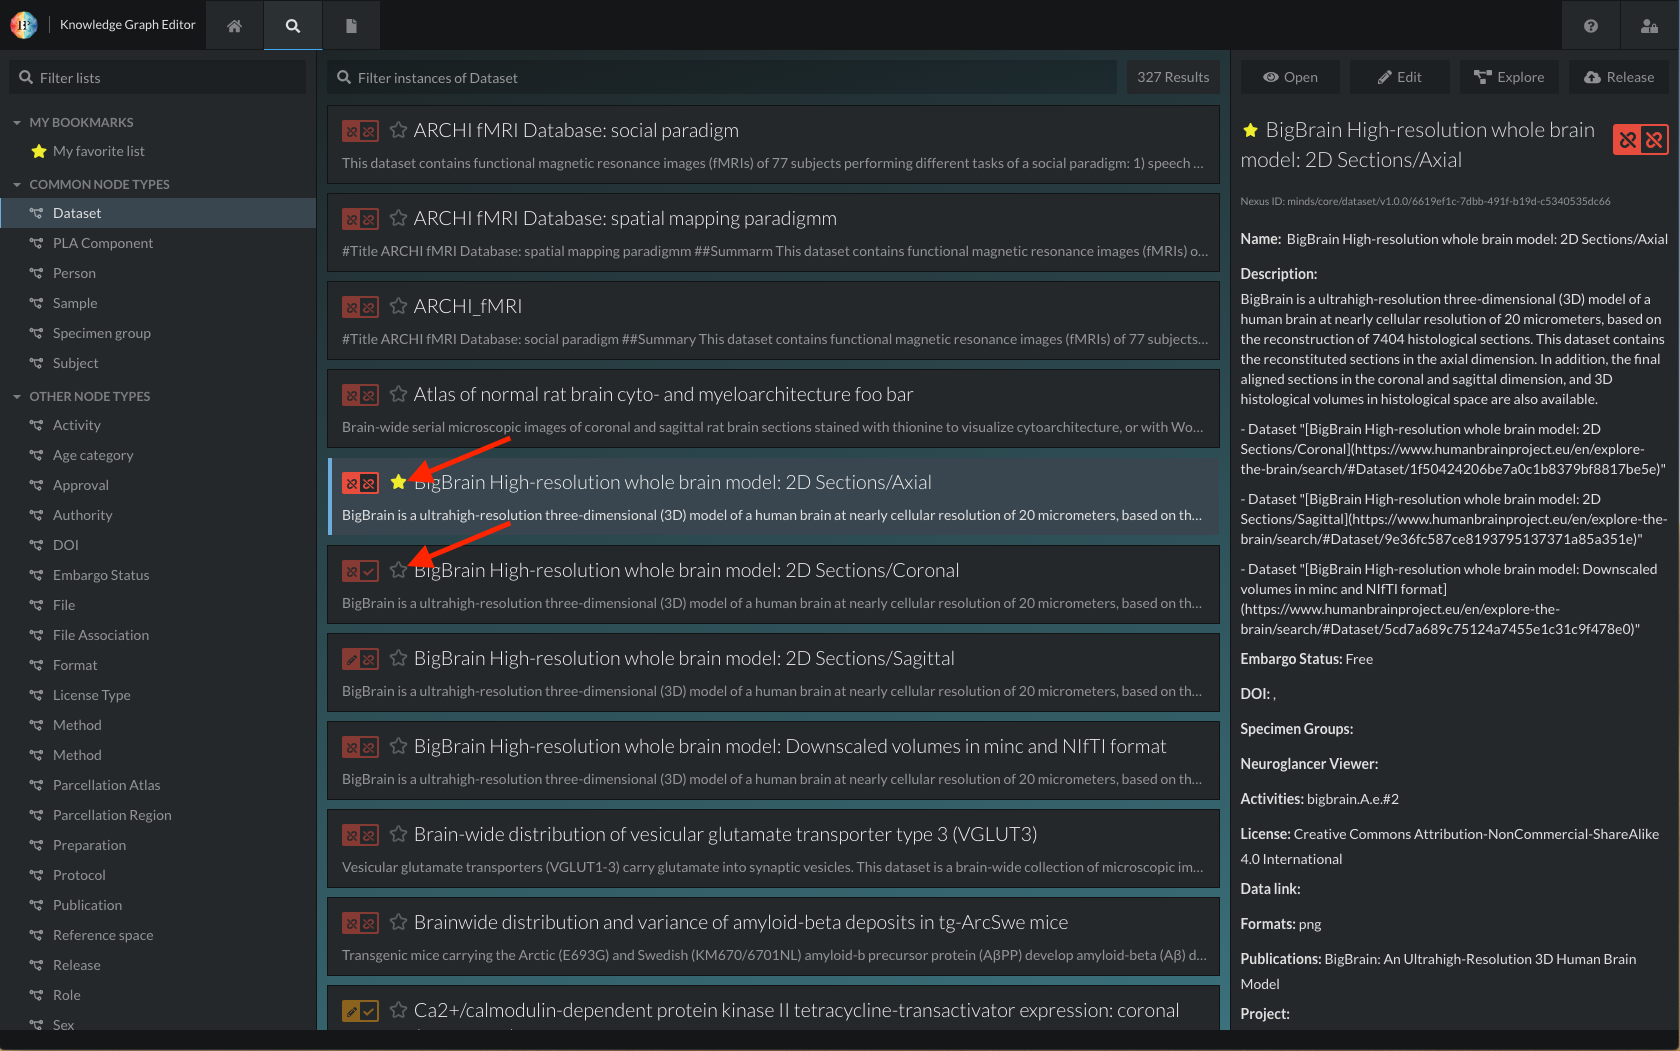 Knowledge Graph Editor
Filter lists
MY BOOKMARKS
My favorite list
COMMON NODE TYPES
Dataset
PLA Component
Person
Sample
Specimen group
Subject
OTHER NODE TYPES
Activity
Age category
Approval
Authority
DOI
Embargo Status
File
File Association
Format
License Type
Method
Method
Parcellation Atlas
Parcellation Region
Preparation
Protocol
Publication
Reference space
Release
Role
Sex
Filter instances of Dataset
327 Results
ARCHI fMRI Database: social paradigm
This dataset contains functional magnetic resonance images (fMRIs) of 77 subjects performing different tasks of a social paradigm: 1) speech ...
ARCHI fMRI Database: spatial mapping paradigmm
#Title ARCHI fMRI Database: spatial mapping paradigmm ##Summarm This dataset contains functional magnetic resonance images (fMRIs) o...
ARCHI_fMRI
#Title ARCHI fMRI Database: social paradigm ##Summary This dataset contains functional magnetic resonance images (fMRIs) of 77 subjects...
Atlas of normal rat brain cyto- and myeloarchitecture foo bar
Brain-wide serial microscopic images of coronal and sagittal rat brain sections stained with thionine to visualize cytoarchitecture, or with Wo...
BigBrain High-resolution whole brain model: 2D Sections/Axial
BigBrain is a ultrahigh-resolution three-dimensional (3D) model of a human brain at nearly cellular resolution of 20 micrometers, based on th...
BigBrain High-resolution whole brain model: 2D Sections/Coronal
BigBrain is a ultrahigh-resolution three-dimensional (3D) model of a human brain at nearly cellular resolution of 20 micrometers, based on th...
BigBrain High-resolution whole brain model: 2D Sections/Sagittal
BigBrain is a ultrahigh-resolution three-dimensional (3D) model of a human brain at nearly cellular resolution of 20 micrometers, based on th...
BigBrain High-resolution whole brain model: Downscaled volumes in minc and NIfTI format
BigBrain is a ultrahigh-resolution three-dimensional (3D) model of a human brain at nearly cellular resolution of 20 micrometers, based on th...
Brain-wide distribution of vesicular glutamate transporter type 3 (VGLUT3)
Vesicular glutamate transporters (VGLUT1-3) carry glutamate into synaptic vesicles. This dataset is a brain-wide collection of microscopic im...
Brainwide distribution and variance of amyloid-beta deposits in tg-ArcSwe mice
Transgenic mice carrying the Arctic (E693G) and Swedish (KM670/6701NL) amyloid-b precursor protein (AβPP) develop amyloid-beta (Aβ) d...
Ca2+/calmodulin-dependent protein kinase II tetracycline-transactivator expression: coronal
Open Edit Explore Release
BigBrain High-resolution whole brain
model: 2D Sections/Axial
Nexus ID: minds/core/dataset/v1.0.0/6619ef1c-7dbb-491f-b19d-c5340535dc66
Name: BigBrain High-resolution whole brain model: 2D Sections/Axial
Description:
BigBrain is a ultrahigh-resolution three-dimensional (3D) model of a
human brain at nearly cellular resolution of 20 micrometers, based on
the reconstruction of 7404 histological sections. This dataset contains
the reconstituted sections in the axial dimension. In addition, the final
aligned sections in the coronal and sagittal dimension, and 3D
histological volumes in histological space are also available.
- Dataset "[BigBrain High-resolution whole brain model: 2D
Sections/Coronal](https://www.humanbrainproject.eu/en/explore-
the-brain/search/#Dataset/1f50424206be7a0c1b8379bf8817be5e)"
- Dataset "[BigBrain High-resolution whole brain model: 2D
Sections/Sagittal](https://www.humanbrainproject.eu/en/explore-the-
brain/search/#Dataset/9e36fc587ce8193795137371a85a351e)"
- Dataset "[BigBrain High-resolution whole brain model: Downscaled
volumes in minc and NIfTI format]
(https://www.humanbrainproject.eu/en/explore-the-
brain/search/#Dataset/5cd7a689c75124a7455e1c31c9f478e0)"
Embargo Status: Free
DOI: ,
Specimen Groups:
Neuroglancer Viewer:
Activities: bigbrain.A.e.#2
License: Creative Commons Attribution-NonCommercial-ShareAlike
4.0 International
Data link:
Formats: png
Publications: BigBrain: An Ultrahigh-Resolution 3D Human Brain
Model
Project: